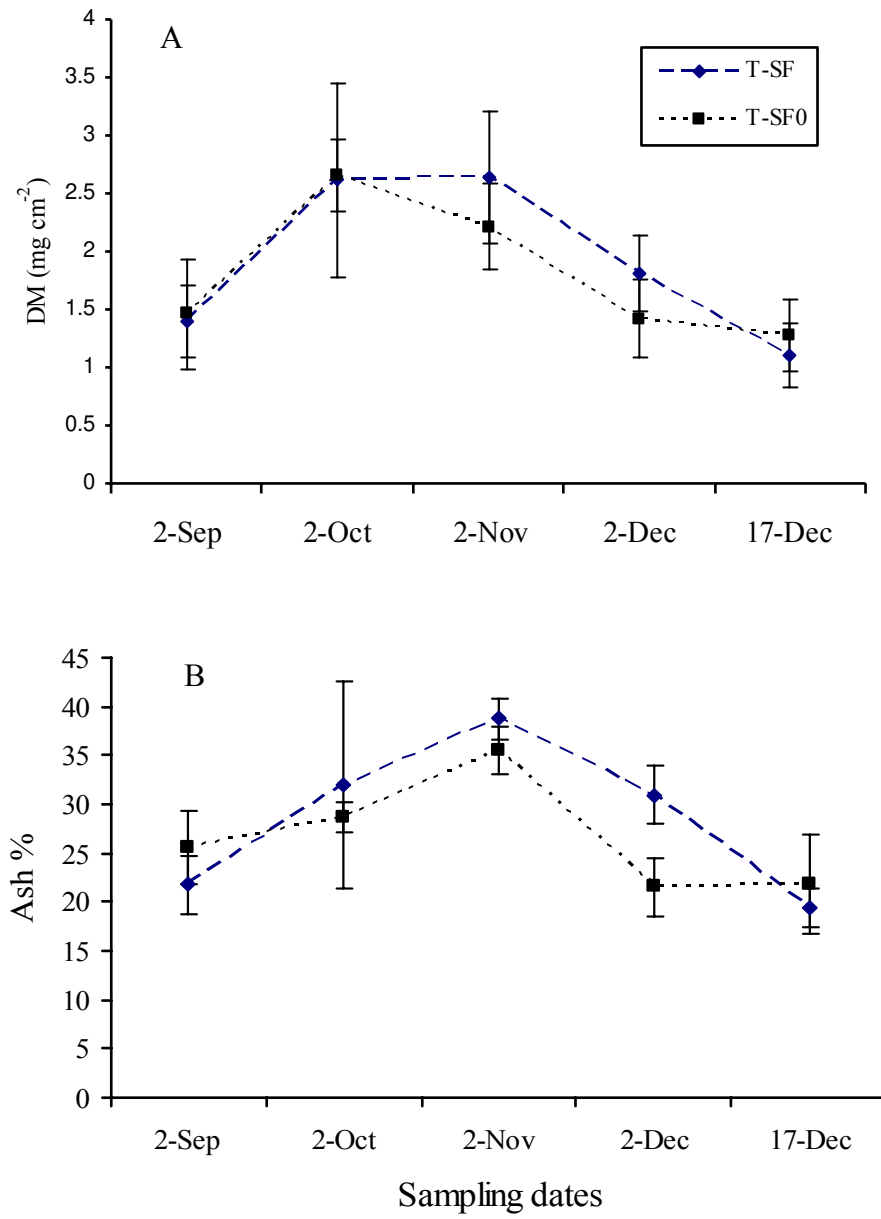 A
T-SF
T-SF0
DM (mg cm⁻²)
4
3.5
3
2.5
2
1.5
1
0.5
0
2-Sep 2-Oct 2-Nov 2-Dec 17-Dec
B
Ash %
45
40
35
30
25
20
15
10
5
0
2-Sep 2-Oct 2-Nov 2-Dec 17-Dec
Sampling dates